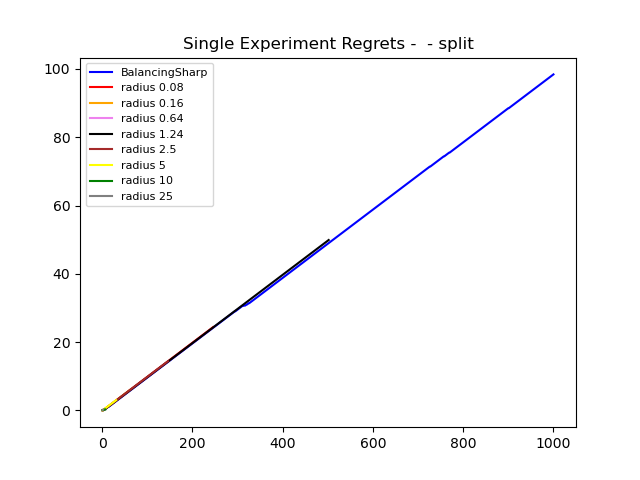 Single Experiment Regrets -  - split
BalancingSharp
radius 0.08
radius 0.16
radius 0.64
radius 1.24
radius 2.5
radius 5
radius 10
radius 25
100
80
60
40
20
0
0 200 400 600 800 1000